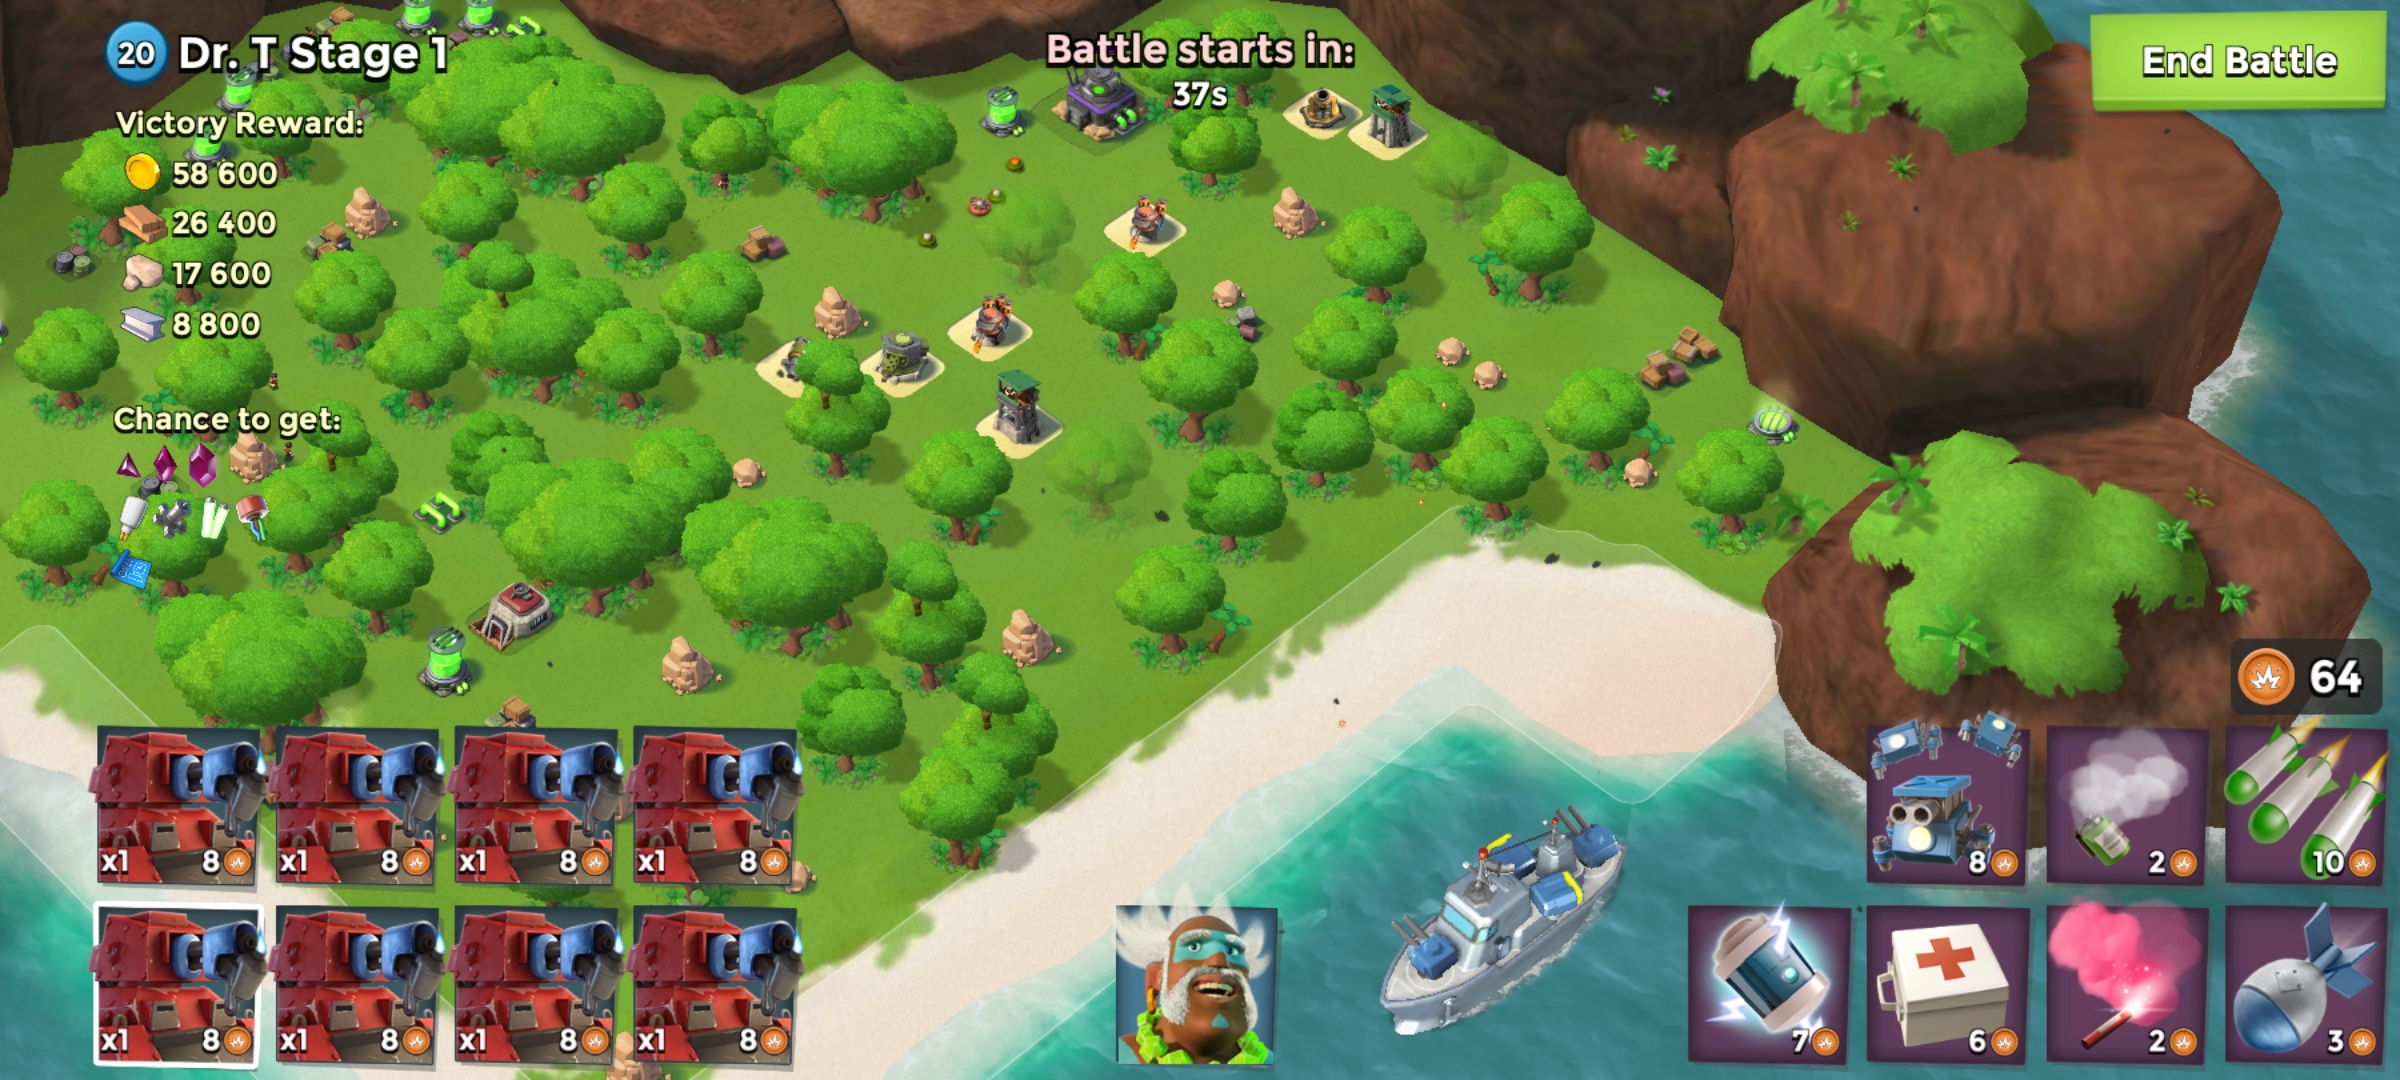 20 Dr. T Stage 1
Battle starts in:
37s
End Battle
Victory Reward:
58 600
26 400
17 600
8 800
Chance to get:
64
x1 8
x1 8
x1 8
x1 8
8
2
10
x1 8
x1 8
x1 8
x1 8
7
6
2
3